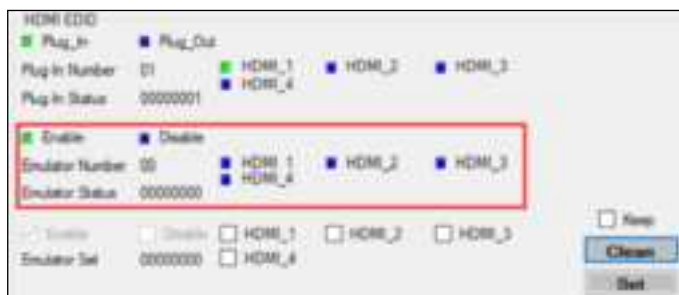 HDMI EDID
Plug_In Plug_Out
Plug-In Number 01 HDMI_1 HDMI_2 HDMI_3
HDMI_4
Plug-In Status 00000001
Enable Disable
Emulator Number 00 HDMI_1 HDMI_2 HDMI_3
HDMI_4
Emulator Status 00000000
Enable Disable HDMI_1 HDMI_2 HDMI_3
Keep
Emulator Set 00000000 HDMI_4
Clean
Set